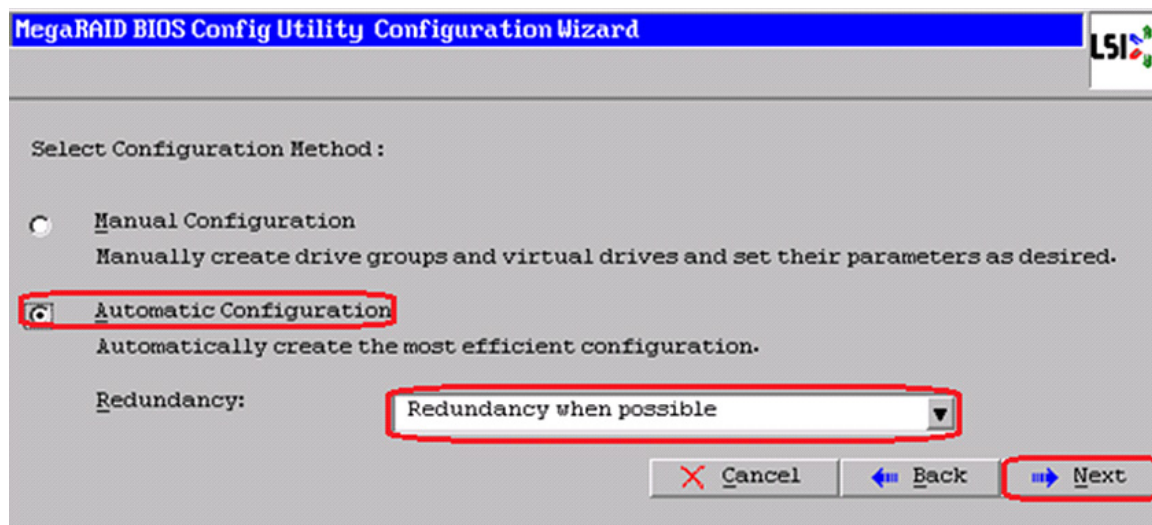 MegaRAID BIOS Config Utility Configuration Wizard
LSI
Select Configuration Method:
Manual Configuration
Manually create drive groups and virtual drives and set their parameters as desired.
Automatic Configuration
Automatically create the most efficient configuration.
Redundancy: Redundancy when possible
Cancel Back Next